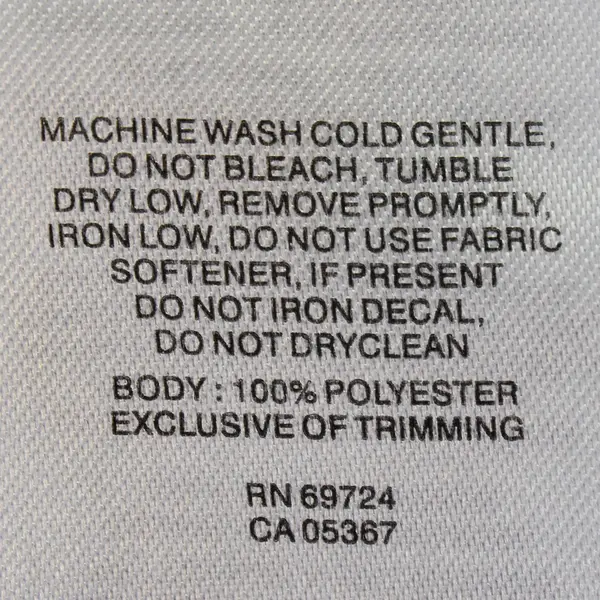 MACHINE WASH COLD GENTLE,
DO NOT BLEACH, TUMBLE
DRY LOW, REMOVE PROMPTLY,
IRON LOW, DO NOT USE FABRIC
SOFTENER, IF PRESENT
DO NOT IRON DECAL,
DO NOT DRYCLEAN
BODY : 100% POLYESTER
EXCLUSIVE OF TRIMMING
RN 69724
CA 05367